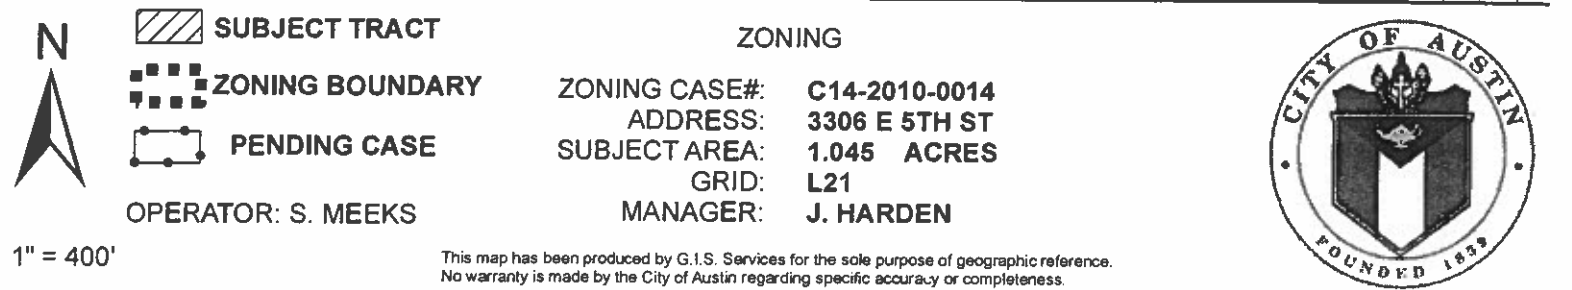 N
SUBJECT TRACT
ZONING BOUNDARY
PENDING CASE
OPERATOR: S. MEEKS
1" = 400'
ZONING
ZONING CASE#: C14-2010-0014
ADDRESS: 3306 E 5TH ST
SUBJECT AREA: 1.045 ACRES
GRID: L21
MANAGER: J. HARDEN
This map has been produced by G.I.S. Services for the sole purpose of geographic reference.
No warranty is made by the City of Austin regarding specific accuracy or completeness.
CITY OF AUSTIN
FOUNDED 1839